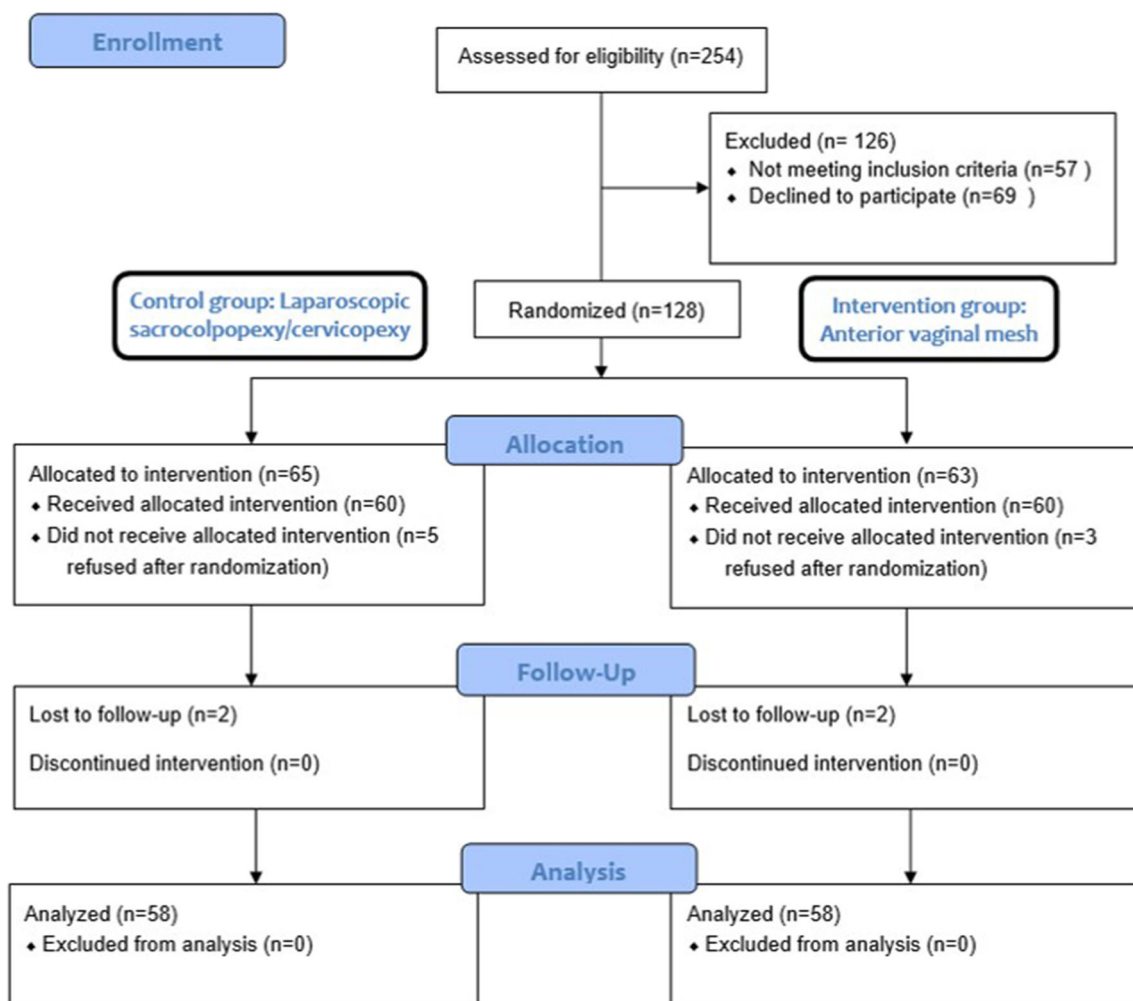 Enrollment
Assessed for eligibility (n=254)
Excluded (n= 126)
⬥ Not meeting inclusion criteria (n=57 )
⬥ Declined to participate (n=69 )
Control group: Laparoscopic
sacrocolpopexy/cervicopexy
Randomized (n=128)
Intervention group:
Anterior vaginal mesh
Allocation
Allocated to intervention (n=65)
⬥ Received allocated intervention (n=60)
⬥ Did not receive allocated intervention (n=5
refused after randomization)
Allocated to intervention (n=63)
⬥ Received allocated intervention (n=60)
⬥ Did not receive allocated intervention (n=3
refused after randomization)
Follow-Up
Lost to follow-up (n=2)
Discontinued intervention (n=0)
Lost to follow-up (n=2)
Discontinued intervention (n=0)
Analysis
Analyzed (n=58)
⬥ Excluded from analysis (n=0)
Analyzed (n=58)
⬥ Excluded from analysis (n=0)